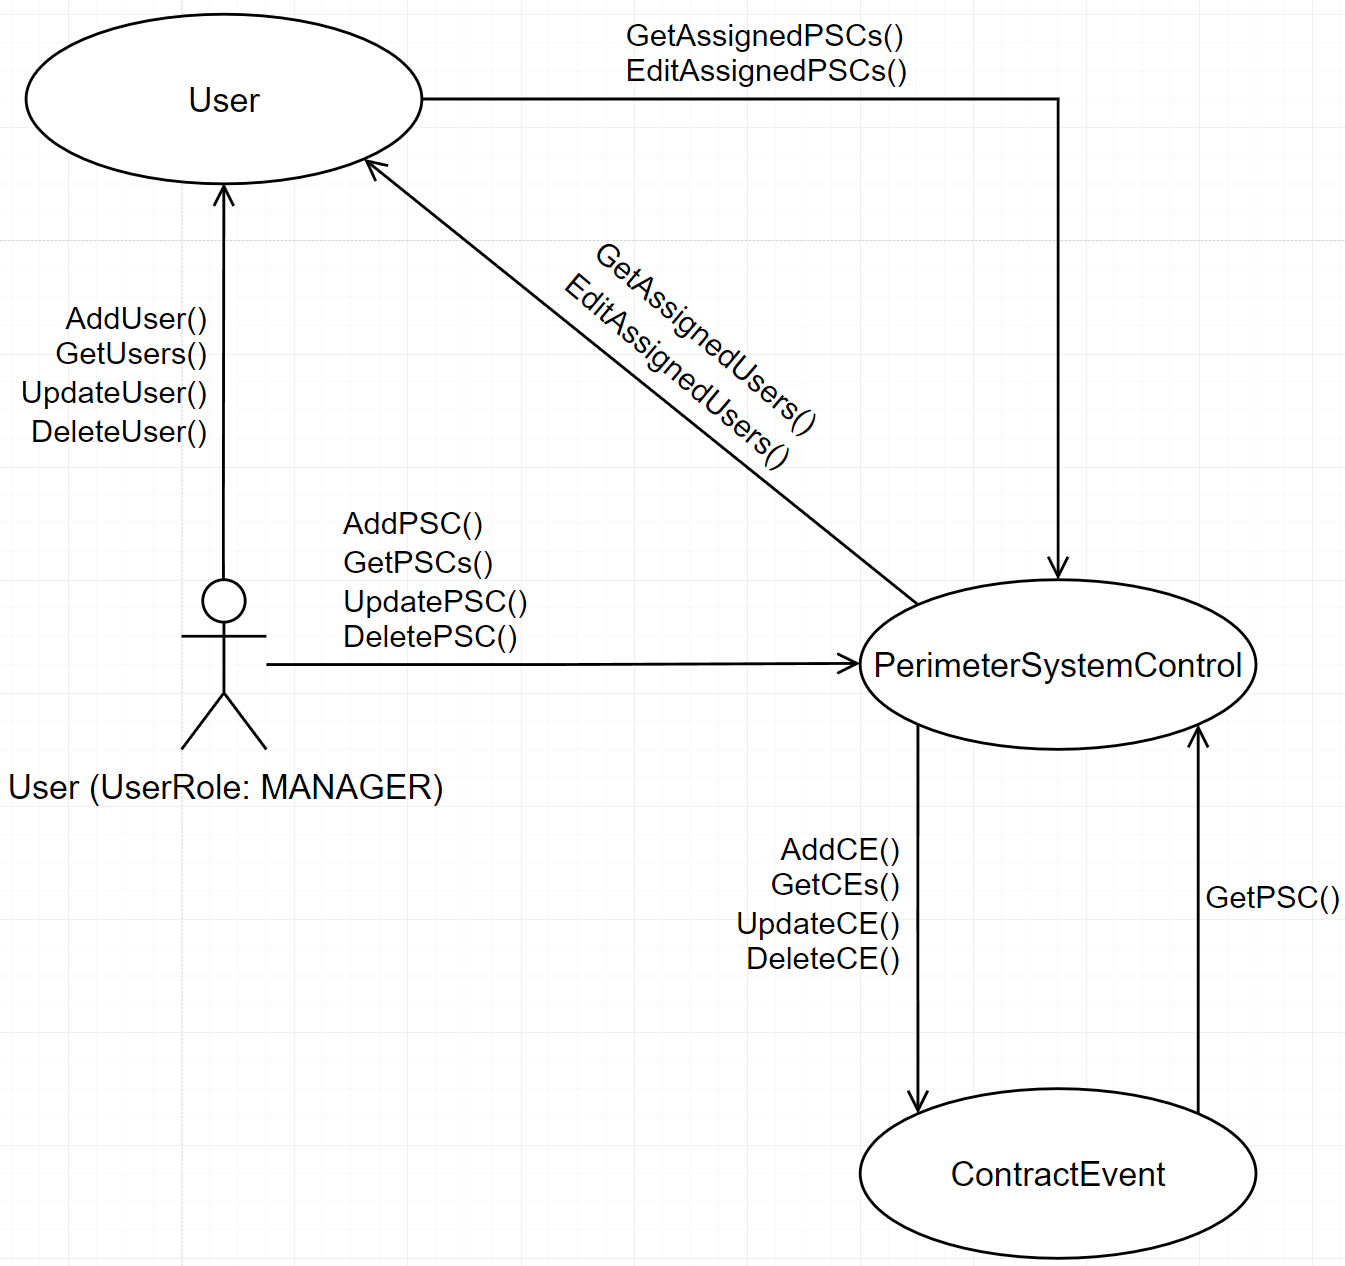 User
GetAssignedPSCs()
EditAssignedPSCs()
GetAssignedUsers()
EditAssignedUsers()
AddUser()
GetUsers()
UpdateUser()
DeleteUser()
AddPSC()
GetPSCs()
UpdatePSC()
DeletePSC()
PerimeterSystemControl
User (UserRole: MANAGER)
AddCE()
GetCEs()
UpdateCE()
DeleteCE()
GetPSC()
ContractEvent